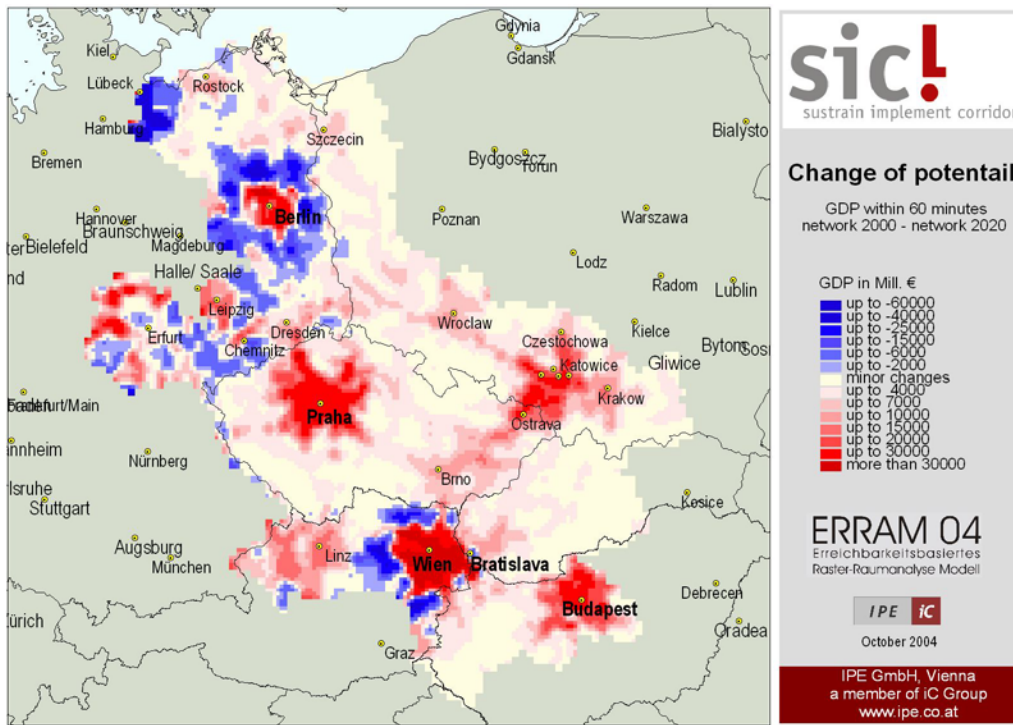 Gdynia
Gdansk
Kiel
Lübeck
Rostock
Hamburg
Szczecin
Bialysto
Bremen
Bydgoszcz
Torun
Hannover
Braunschweig
Berlin
Poznan
Warszawa
Bielefeld
Magdeburg
Halle/ Saale
Lodz
Radom
Lublin
Leipzig
Erfurt
Dresden
Wroclaw
Kielce
Chemnitz
Czestochowa
Bytom
Katowice
Gliwice
Frankfurt/Main
Praha
Krakow
Ostrava
Nürnberg
Brno
Kosice
Stuttgart
Augsburg
München
Linz
Wien
Bratislava
Budapest
Debrecen
Oradea
Graz
sic!
sustrain implement corridor
Change of potentail
GDP within 60 minutes
network 2000 - network 2020
GDP in Mill. €
up to -60000
up to -40000
up to -25000
up to -15000
up to -6000
up to -2000
minor changes
up to 4000
up to 7000
up to 10000
up to 15000
up to 20000
up to 30000
more than 30000
ERRAM 04
Erreichbarkeitsbasiertes
Raster-Raumanalyse Modell
IPE iC
October 2004
IPE GmbH, Vienna
a member of iC Group
www.ipe.co.at